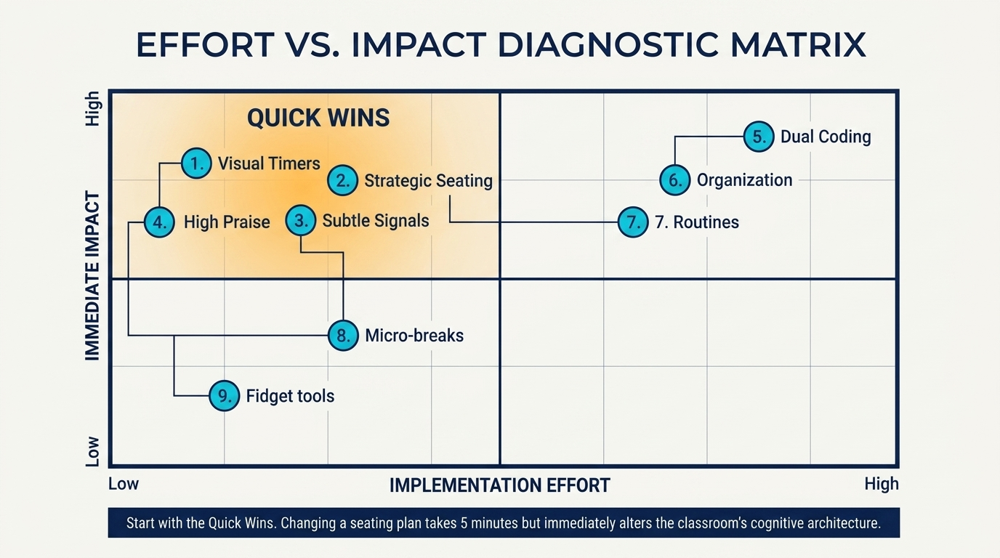 EFFORT VS. IMPACT DIAGNOSTIC MATRIX
High
IMMEDIATE IMPACT
Low
QUICK WINS
1. Visual Timers
2. Strategic Seating
4. High Praise
3. Subtle Signals
5. Dual Coding
6. Organization
7. 7. Routines
8. Micro-breaks
9. Fidget tools
Low
IMPLEMENTATION EFFORT
High
Start with the Quick Wins. Changing a seating plan takes 5 minutes but immediately alters the classroom's cognitive architecture.